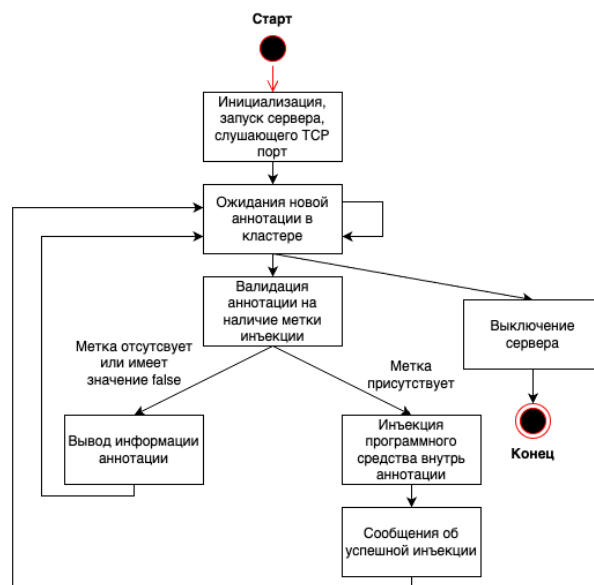 Старт
Инициализация,
запуск сервера,
слушающего TCP
порт
Ожидания новой
аннотации в
кластере
Валидация
аннотации на
наличие метки
инъекции
Выключение
сервера
Метка отсутсвует
или имеет
значение false
Метка
присутствует
Вывод информации
аннотации
Инъекция
программного
средства внутрь
аннотации
Конец
Сообщения об
успешной инъекции